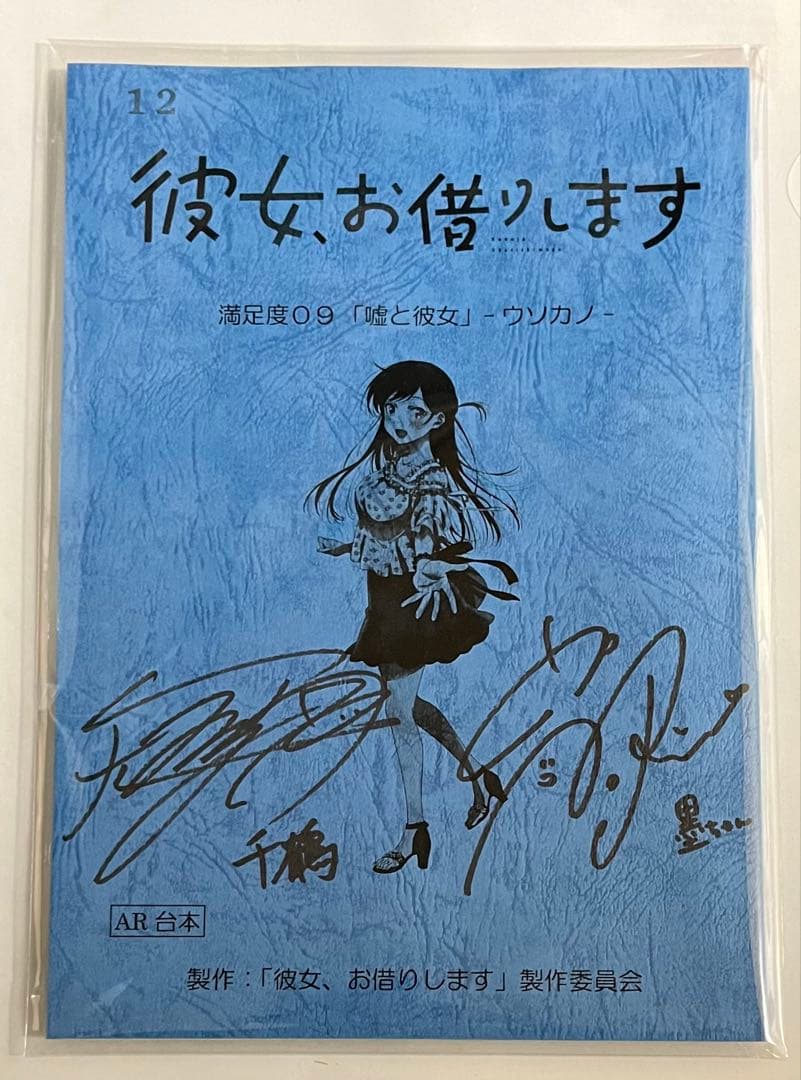 12
彼女、お借りします
満足度09「嘘と彼女」-ウソカノ-
千鶴
墨ちゃん
AR 台本
製作：「彼女、お借りします」製作委員会